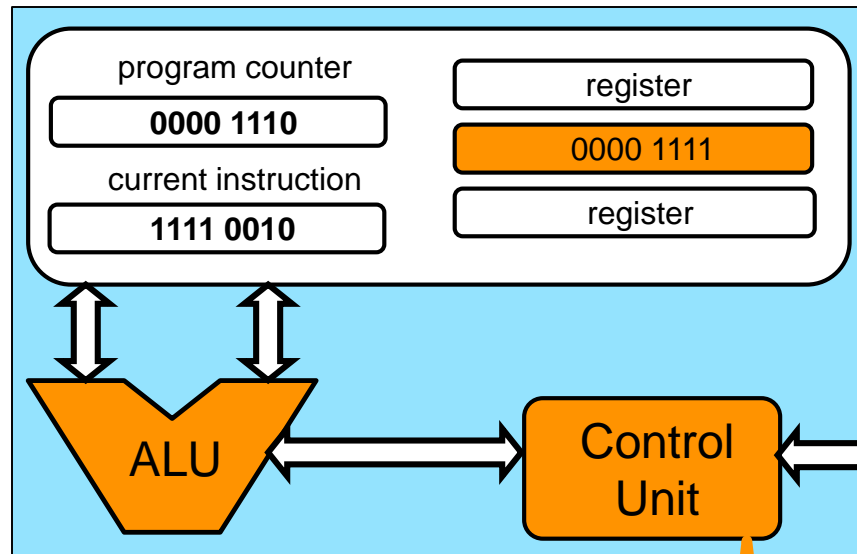 program counter
0000 1110
current instruction
1111 0010
register
0000 1111
register
ALU
Control
Unit